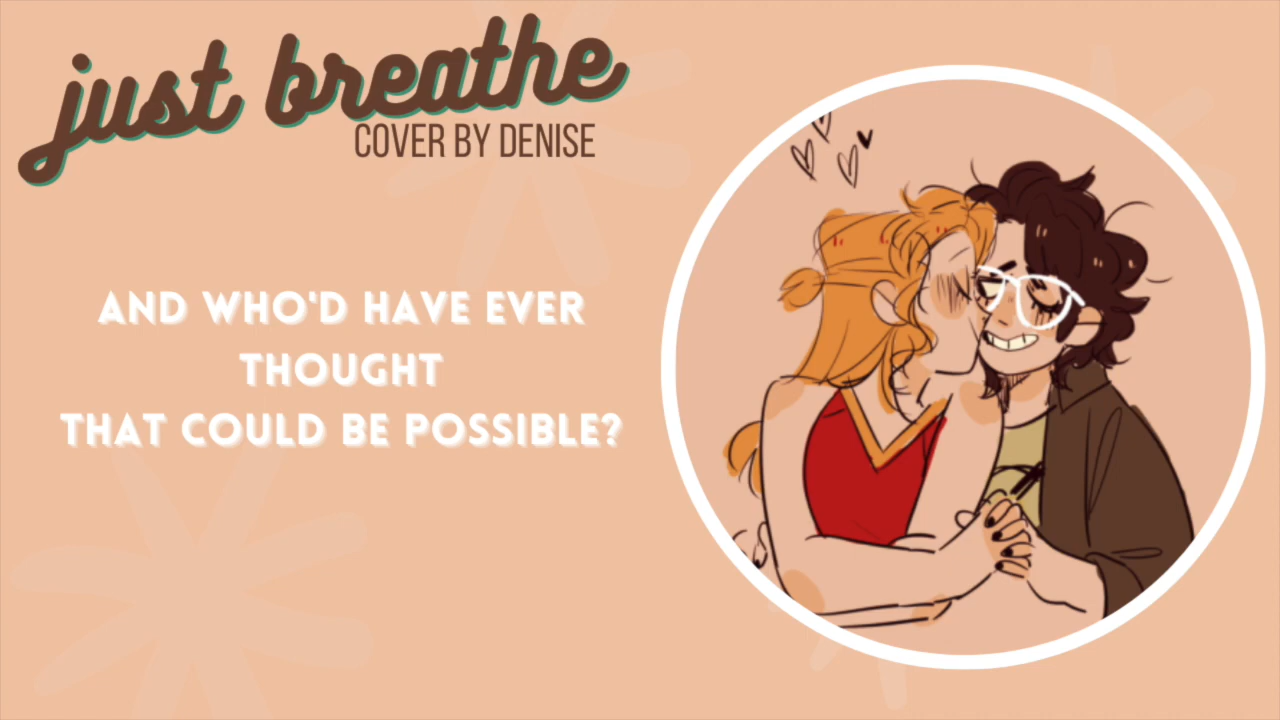 just breathe
COVER BY DENISE
AND WHO'D HAVE EVER
THOUGHT
THAT COULD BE POSSIBLE?